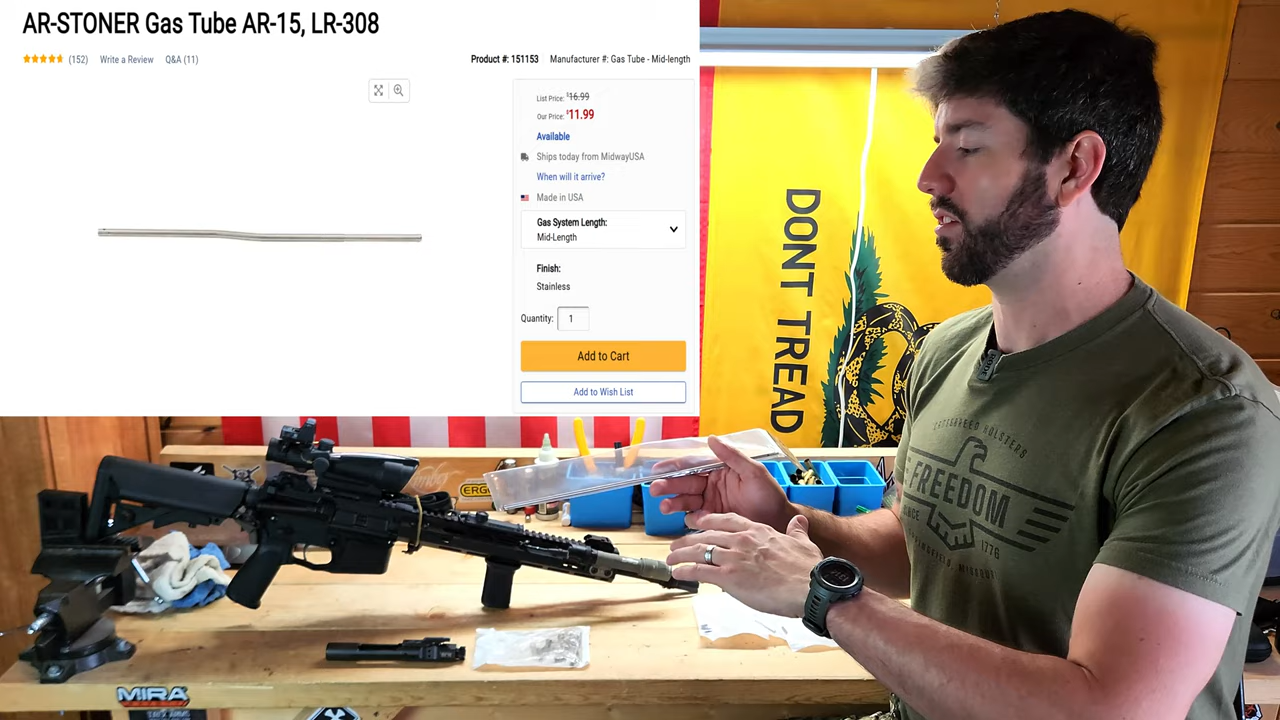 AR-STONER Gas Tube AR-15, LR-308
(152) Write a Review Q&A (11)
Product #: 151153 Manufacturer #: Gas Tube - Mid-length
List Price: $16.99
Our Price: $11.99
Available
Ships today from MidwayUSA
When will it arrive?
Made in USA
Gas System Length:
Mid-Length
Finish:
Stainless
Quantity: 1
Add to Cart
Add to Wish List
DONT TREAD
ERG
FREEDOM
SINCE
1776
CODE
MIRA